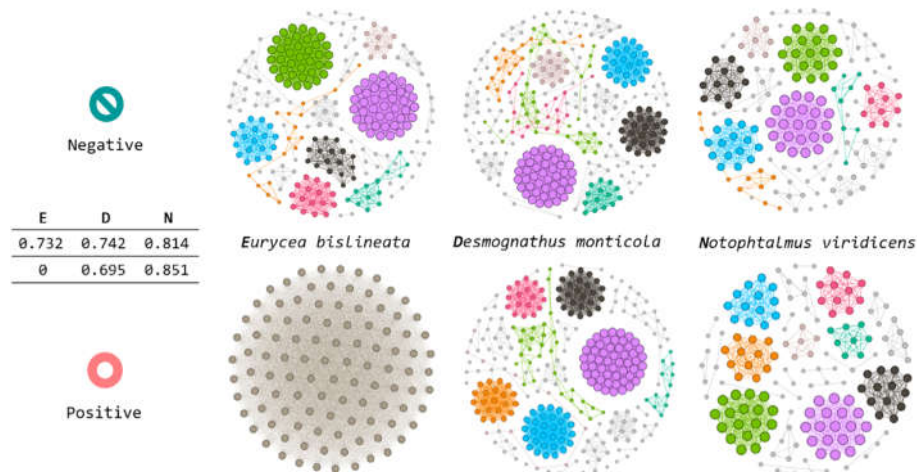 Negative
E D N
0.732 0.742 0.814
0 0.695 0.851
Eurycea bislineata
Desmognathus monticola
Notophtalmus viridicens
Positive